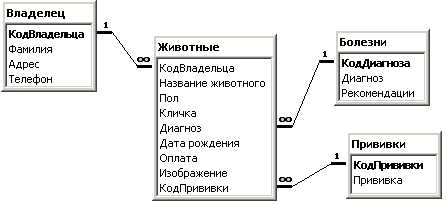 Владелец
КодВладельца
Фамилия
Адрес
Телефон
1
∞
Животные
КодВладельца
Название животного
Пол
Кличка
Диагноз
Дата рождения
Оплата
Изображение
КодПрививки
∞
1
Болезни
КодДиагноза
Диагноз
Рекомендации
∞
1
Прививки
КодПрививки
Прививка